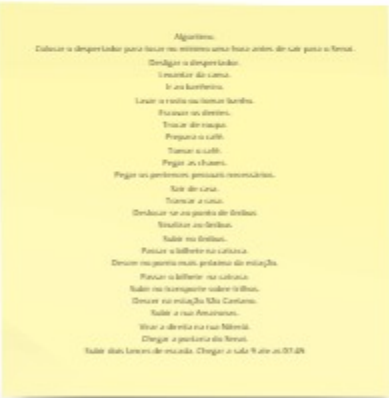 Algoritmo.
Colocar o despertador para tocar no mínimo uma hora antes de sair para o Senai.
Desligar o despertador.
Levantar da cama.
Ir ao banheiro.
Lavar o rosto ou tomar banho.
Escovar os dentes.
Trocar de roupa.
Prepara o café.
Tomar o café.
Pegar as chaves.
Pegar os pertences pessoais necessários.
Sair de casa.
Trancar a casa.
Deslocar-se ao ponto de ônibus
Sinalizar ao ônibus.
Subir no ônibus.
Passar o bilhete na catraca.
Descer no ponto mais próximo da estação.
Passar o bilhete na catraca.
Subir no transporte sobre trilhos.
Descer na estação São Caetano.
Subir a rua Amazonas.
Virar a direita na rua Niterói.
Chegar a portaria do Senai.
Subir dois lances de escada. Chegar a sala 9 ate as